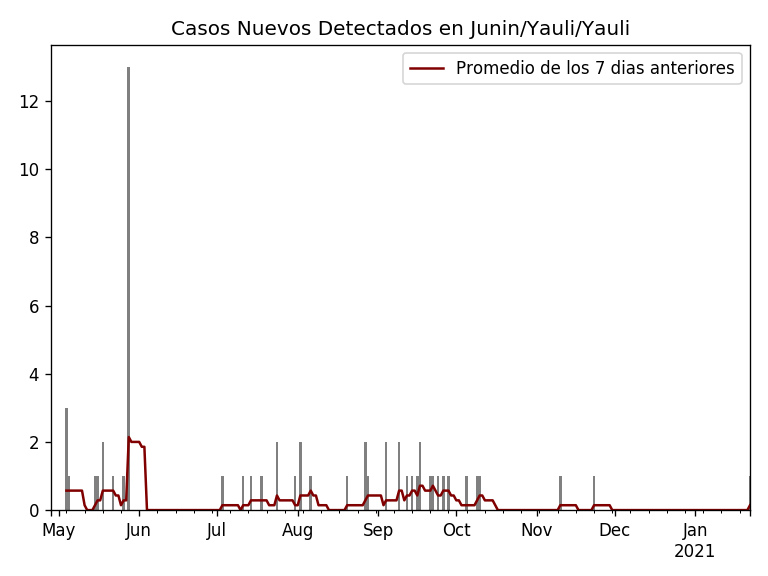 Casos Nuevos Detectados en Junin/Yauli/Yauli
Promedio de los 7 dias anteriores
12
10
8
6
4
2
0
May Jun Jul Aug Sep Oct Nov Dec Jan
2021